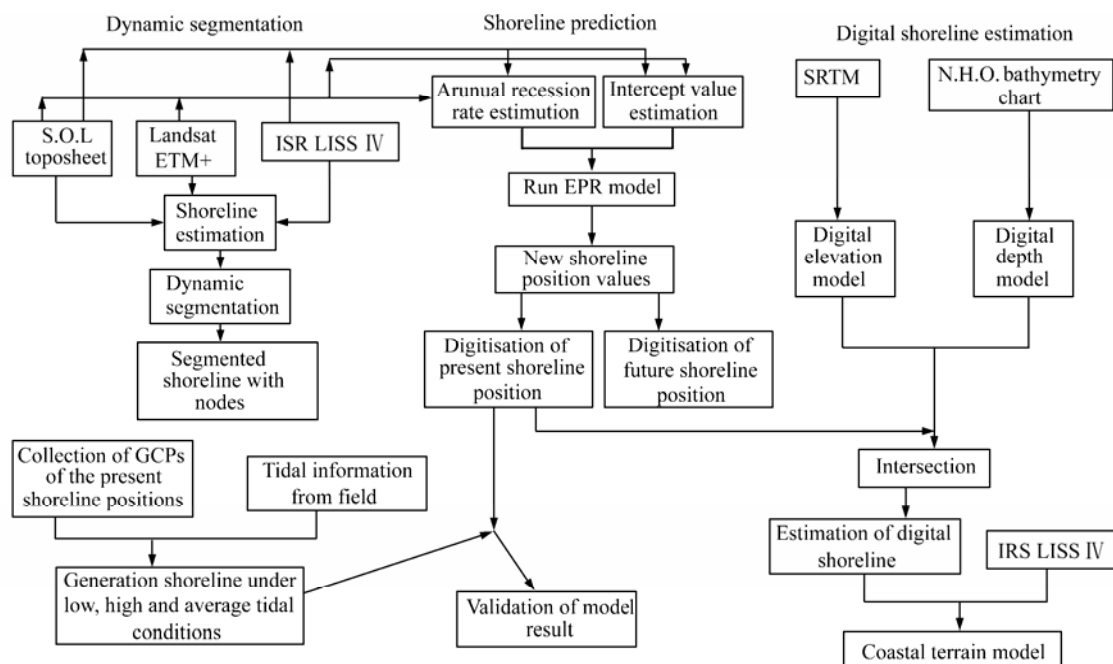 Dynamic segmentation
Shoreline prediction
Digital shoreline estimation
S.O.L
toposheet
Landsat
ETM+
ISR LISS Ⅳ
Shoreline
estimation
Dynamic
segmentation
Segmented
shoreline with
nodes
Arunual recession
rate estimution
Intercept value
estimation
Run EPR model
New shoreline
position values
Digitisation of
present shoreline
position
Digitisation of
future shoreline
position
SRTM
N.H.O. bathymetry
chart
Digital
elevation
model
Digital
depth
model
Collection of GCPs
of the present
shoreline positions
Tidal information
from field
Generation shoreline under
low, high and average tidal
conditions
Validation of model
result
Intersection
Estimation of digital
shoreline
IRS LISS Ⅳ
Coastal terrain model